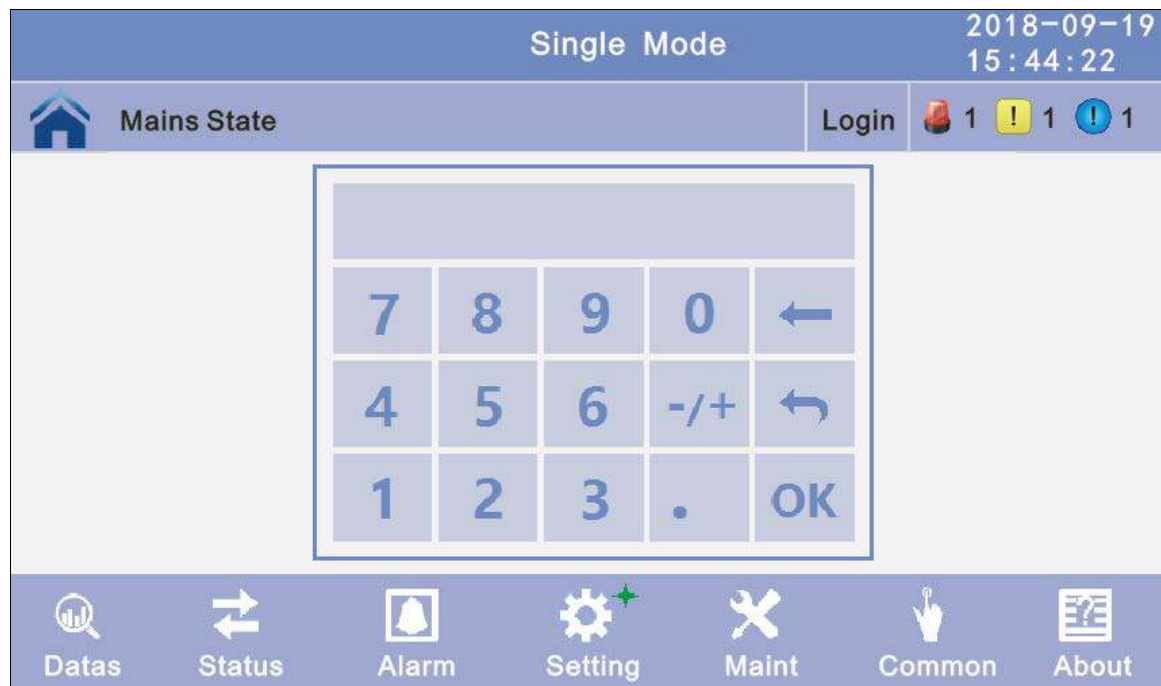 Single Mode
2018-09-19
15:44:22
Mains State
Login
1
1
1
7 8 9 0
4 5 6 -/+
1 2 3 . OK
Datas Status Alarm Setting Maint Common About